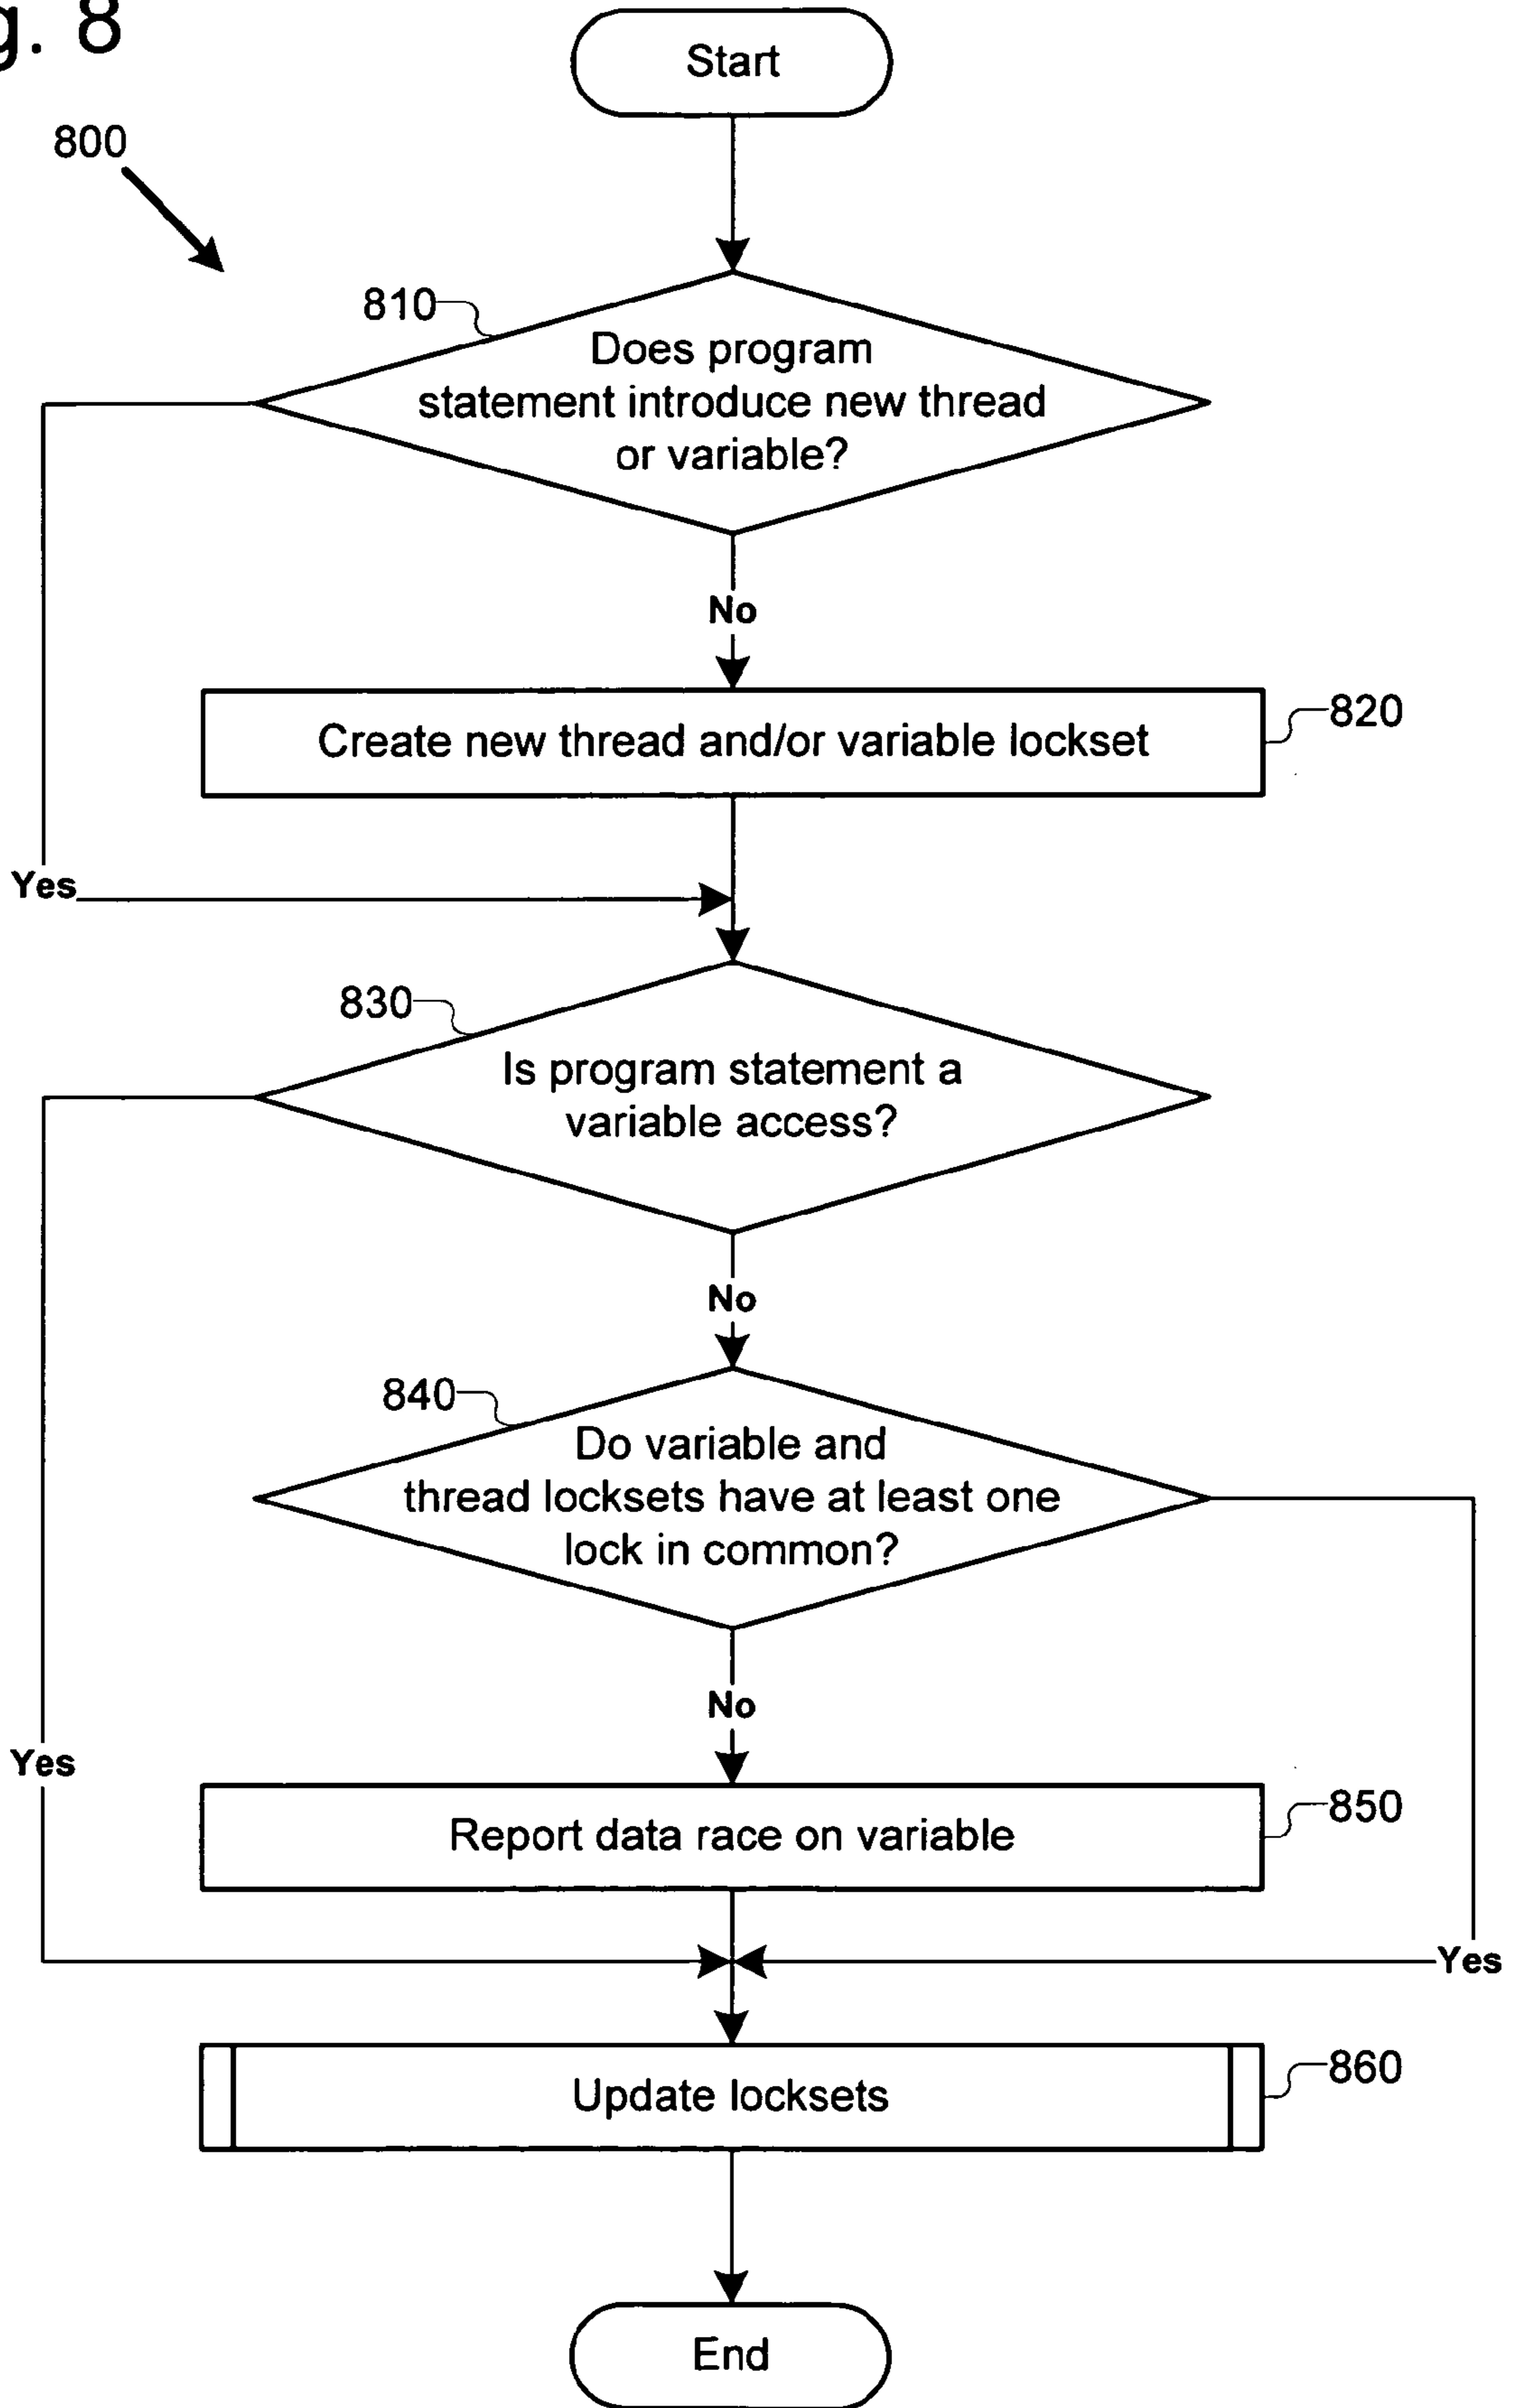 g. 8
Start
800
810
Does program
statement introduce new thread
or variable?
No
Create new thread and/or variable lockset
820
Yes
830
Is program statement a
variable access?
No
840
Do variable and
thread locksets have at least one
lock in common?
No
Yes
Report data race on variable
850
Yes
Update locksets
860
End